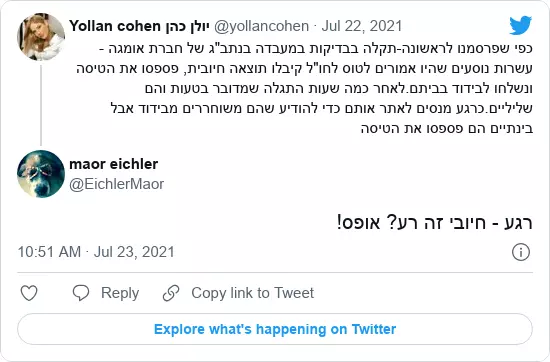 Yollan cohen יולן כהן @yollancohen · Jul 22, 2021
כפי שפרסמנו לראשונה-תקלה בבדיקות במעבדה בנתב"ג של חברת אומגה -
עשרות נוסעים שהיו אמורים לטוס לחו"ל קיבלו תוצאה חיובית, פספסו את הטיסה
ונשלחו לבידוד בביתם.לאחר כמה שעות התגלה שמדובר בטעות והם
שליליים.כרגע מנסים לאתר אותם כדי להודיע שהם משוחררים מבידוד אבל
בינתיים הם פספסו את הטיסה
maor eichler
@EichlerMaor
רגע - חיובי זה רע? אופס!
10:51 AM · Jul 23, 2021
Reply
Copy link to Tweet
Explore what's happening on Twitter